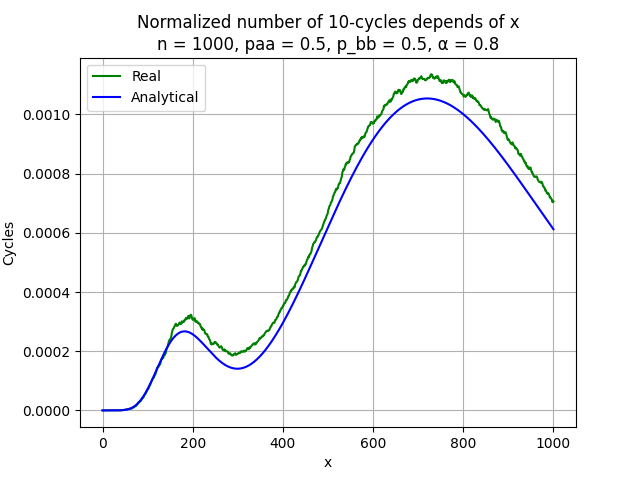 Normalized number of 10-cycles depends of x
n = 1000, paa = 0.5, p_bb = 0.5, α = 0.8
Real
Analytical
0.0010
0.0008
0.0006
0.0004
0.0002
0.0000
Cycles
0 200 400 600 800 1000
x